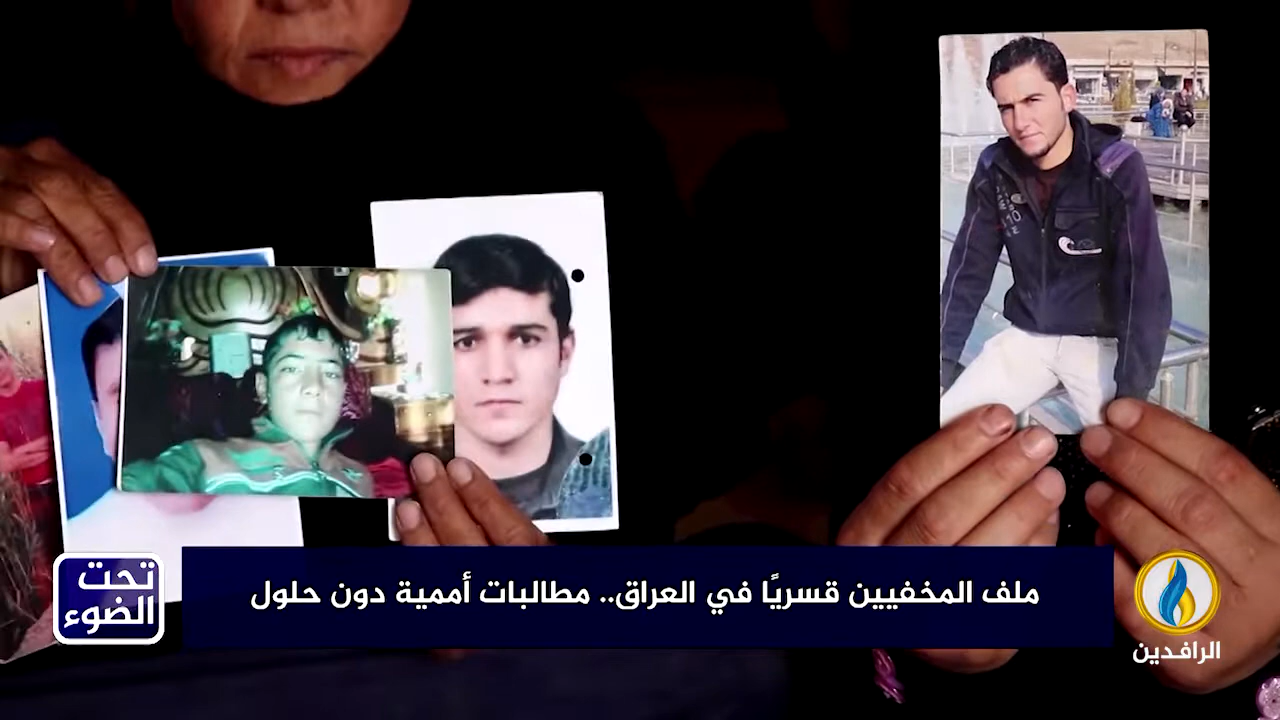 ملف المخفيين قسريًا في العراق.. مطالبات أممية دون حلول
تحت
الضوء
الرافدين